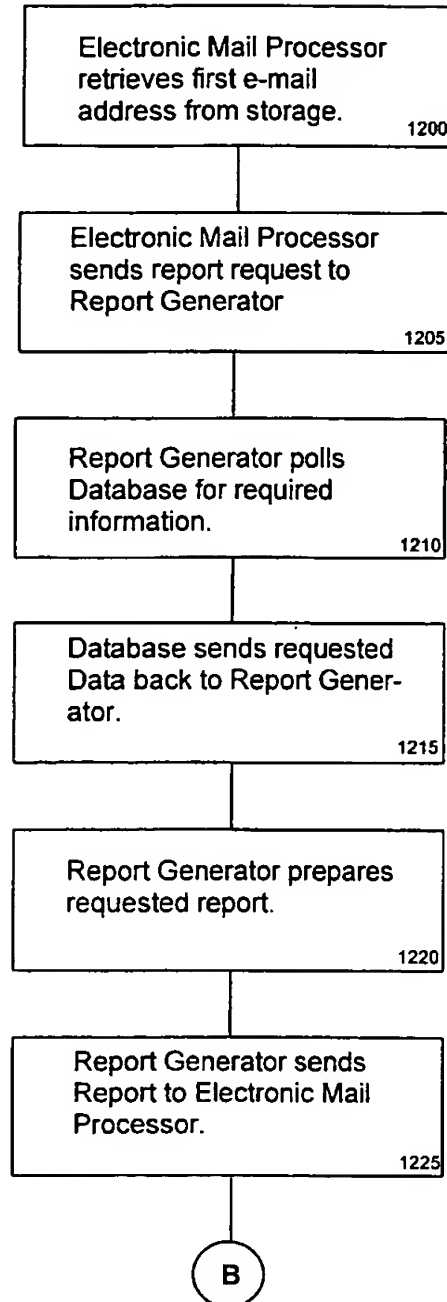 Electronic Mail Processor
retrieves first e-mail
address from storage.
1200
Electronic Mail Processor
sends report request to
Report Generator
1205
Report Generator polls
Database for required
information.
1210
Database sends requested
Data back to Report Gener-
ator.
1215
Report Generator prepares
requested report.
1220
Report Generator sends
Report to Electronic Mail
Processor.
1225
B